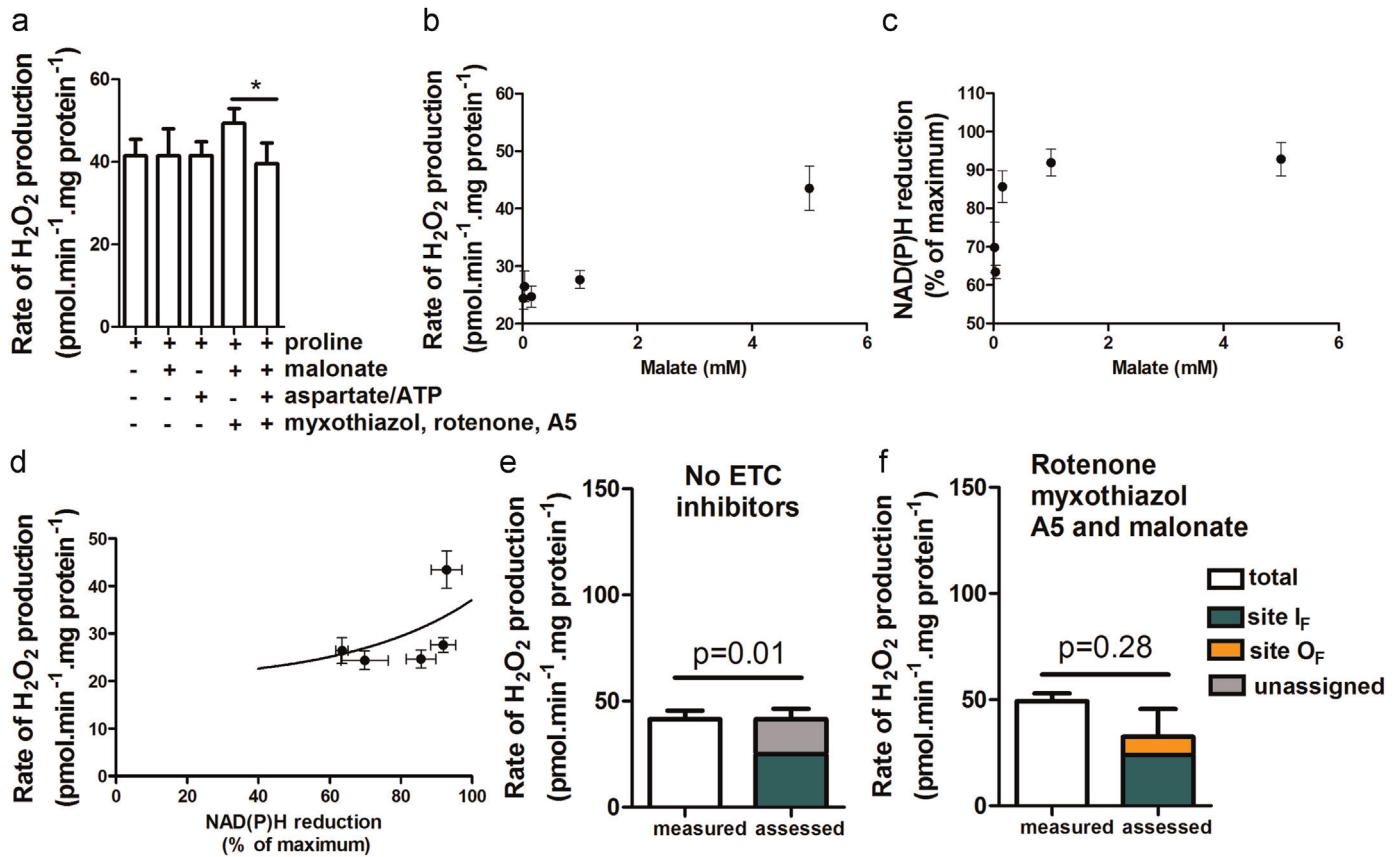 a
Rate of H2O2 production
(pmol.min-1.mg protein-1)
60
40
20
0
*
+ + + + + proline
- + - + + malonate
- - + - + aspartate/ATP
- - - + + myxothiazol, rotenone, A5
b
Rate of H2O2 production
(pmol.min-1.mg protein-1)
60
50
40
30
20
0 2 4 6
Malate (mM)
c
NAD(P)H reduction
(% of maximum)
100
90
80
70
60
50
0 2 4 6
Malate (mM)
d
Rate of H2O2 production
(pmol.min-1.mg protein-1)
50
40
30
20
10
0
0 20 40 60 80 100
NAD(P)H reduction
(% of maximum)
e
No ETC
inhibitors
Rate of H2O2 production
(pmol.min-1.mg protein-1)
150
100
50
0
p=0.01
measured assessed
f
Rotenone
myxothiazol
A5 and malonate
Rate of H2O2 production
(pmol.min-1.mg protein-1)
150
100
50
0
p=0.28
measured assessed
total
site IF
site OF
unassigned